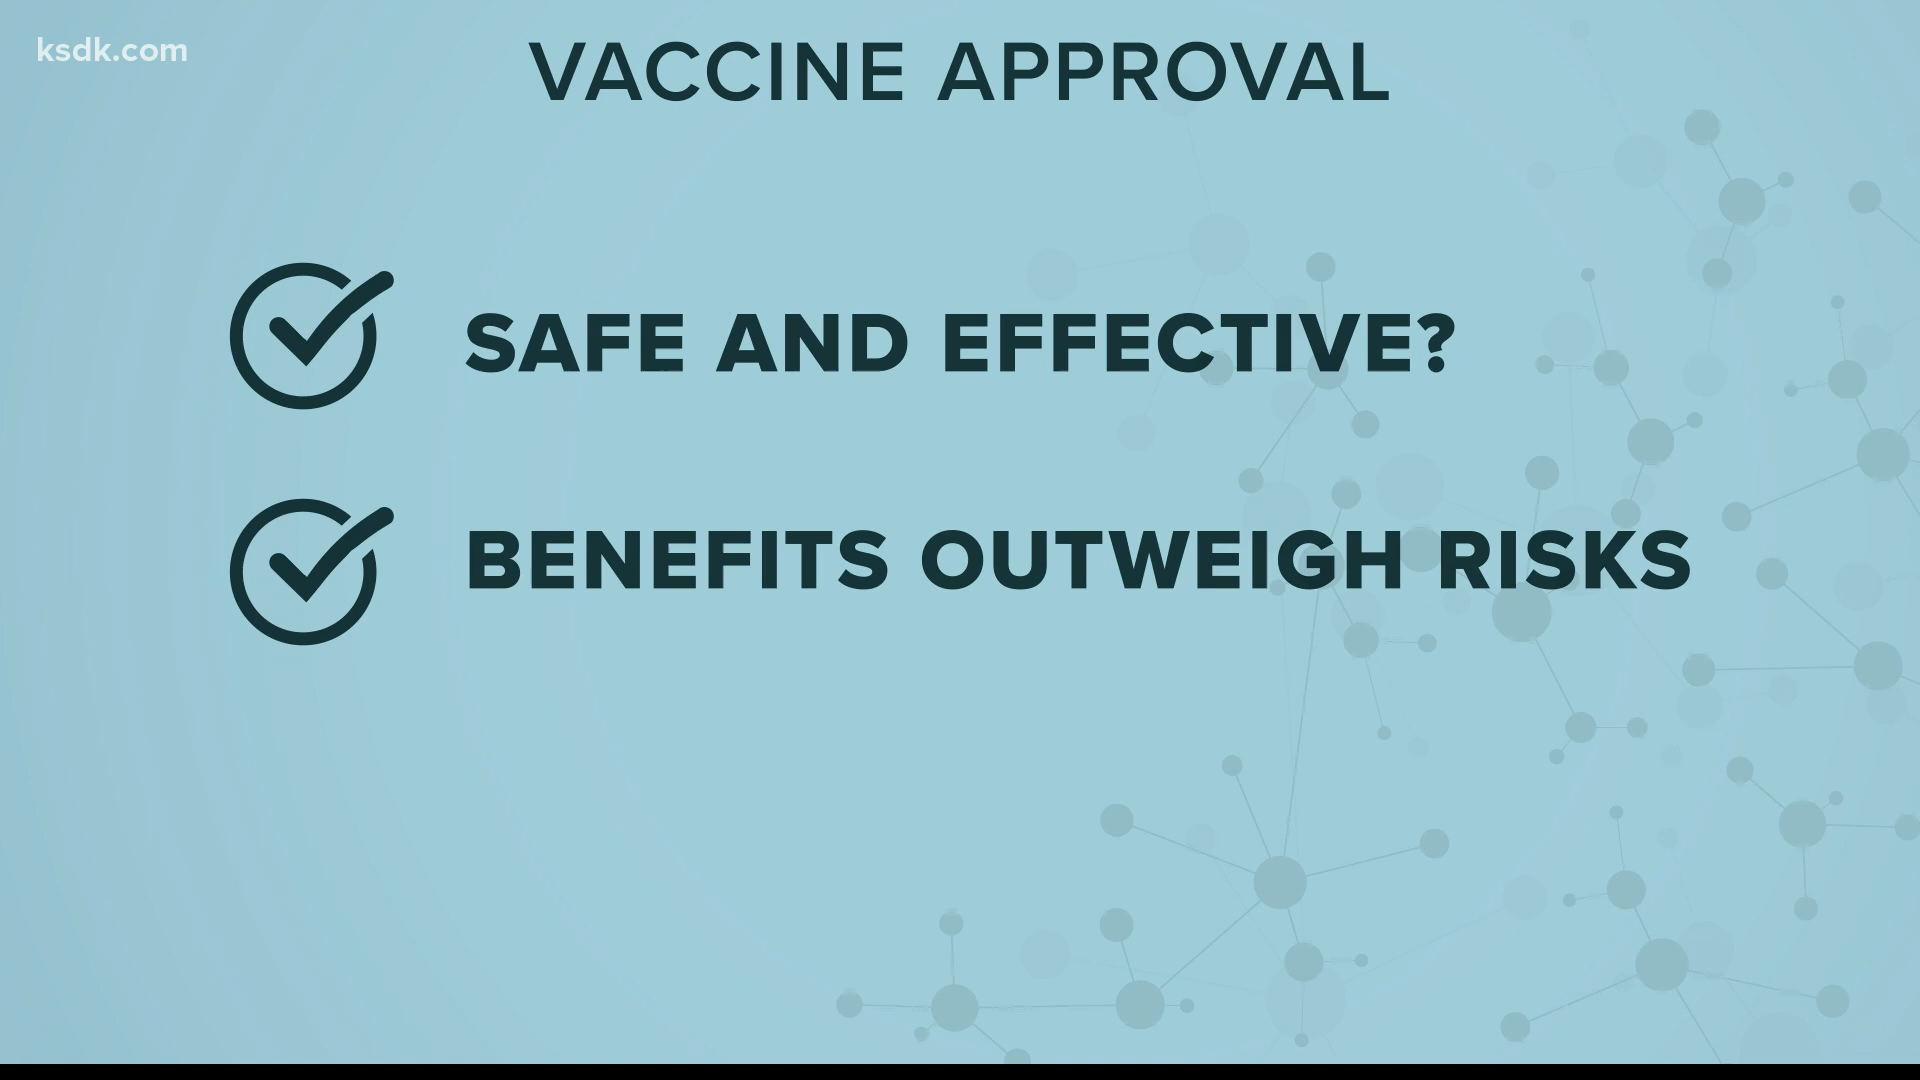 ksdk.com
VACCINE APPROVAL
SAFE AND EFFECTIVE?
BENEFITS OUTWEIGH RISKS